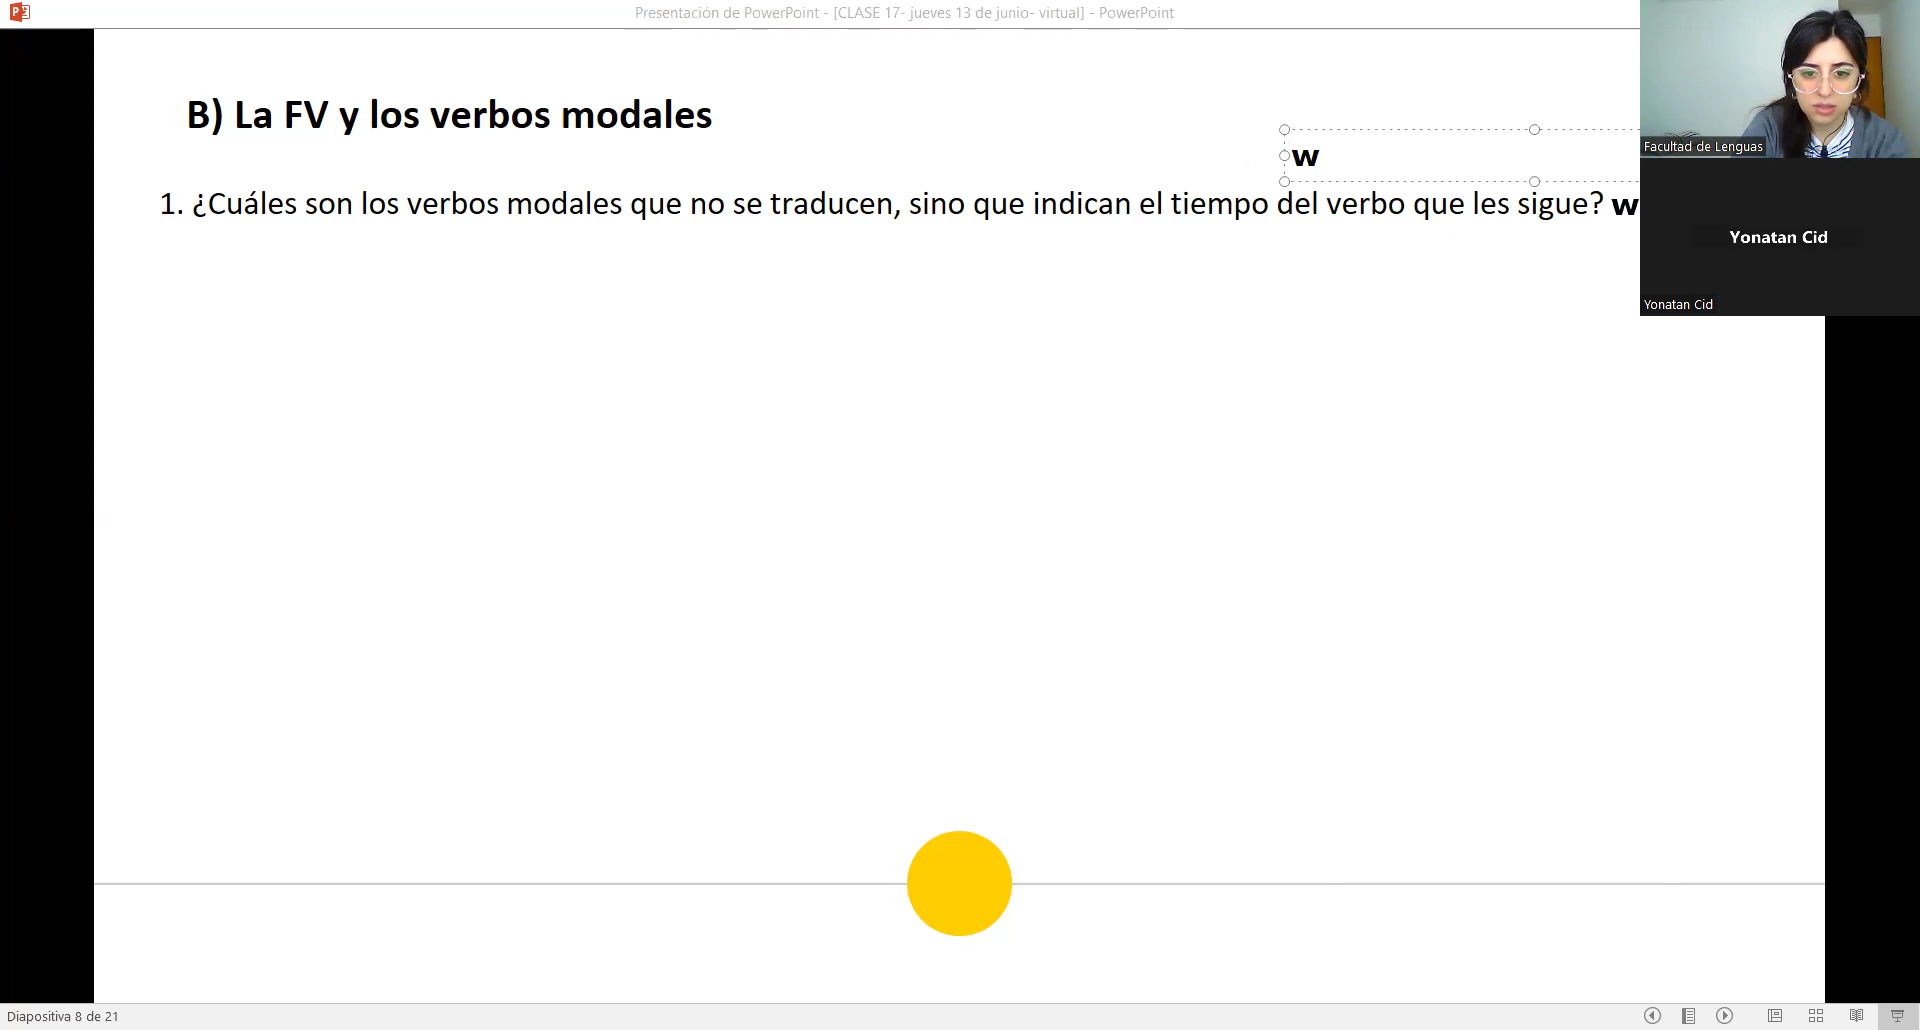 Presentación de PowerPoint - [CLASE 17- jueves 13 de junio- virtual] - PowerPoint
B) La FV y los verbos modales
w
1. ¿Cuáles son los verbos modales que no se traducen, sino que indican el tiempo del verbo que les sigue? w
Facultad de Lenguas
Yonatan Cid
Yonatan Cid
Diapositiva 8 de 21